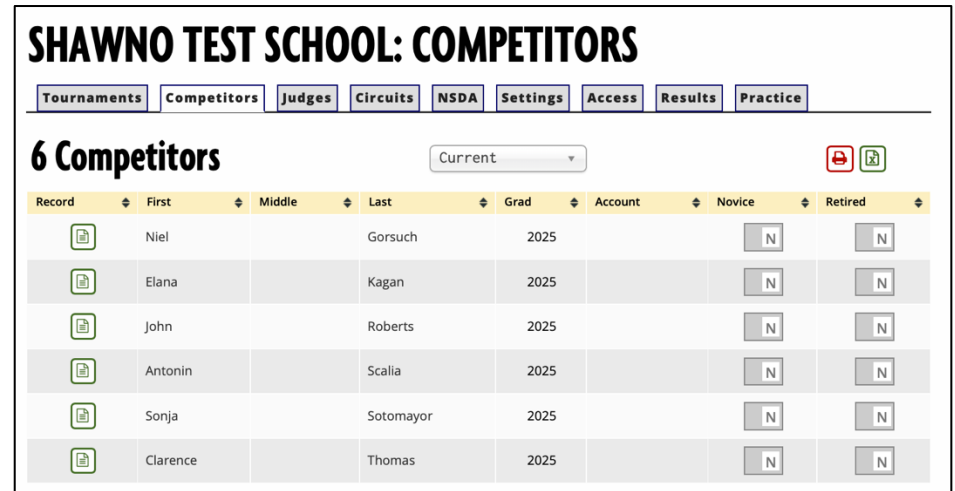 SHAWNO TEST SCHOOL: COMPETITORS
Tournaments Competitors Judges Circuits NSDA Settings Access Results Practice
6 Competitors Current
Record First Middle Last Grad Account Novice Retired
Niel Gorsuch 2025 N N
Elana Kagan 2025 N N
John Roberts 2025 N N
Antonin Scalia 2025 N N
Sonja Sotomayor 2025 N N
Clarence Thomas 2025 N N